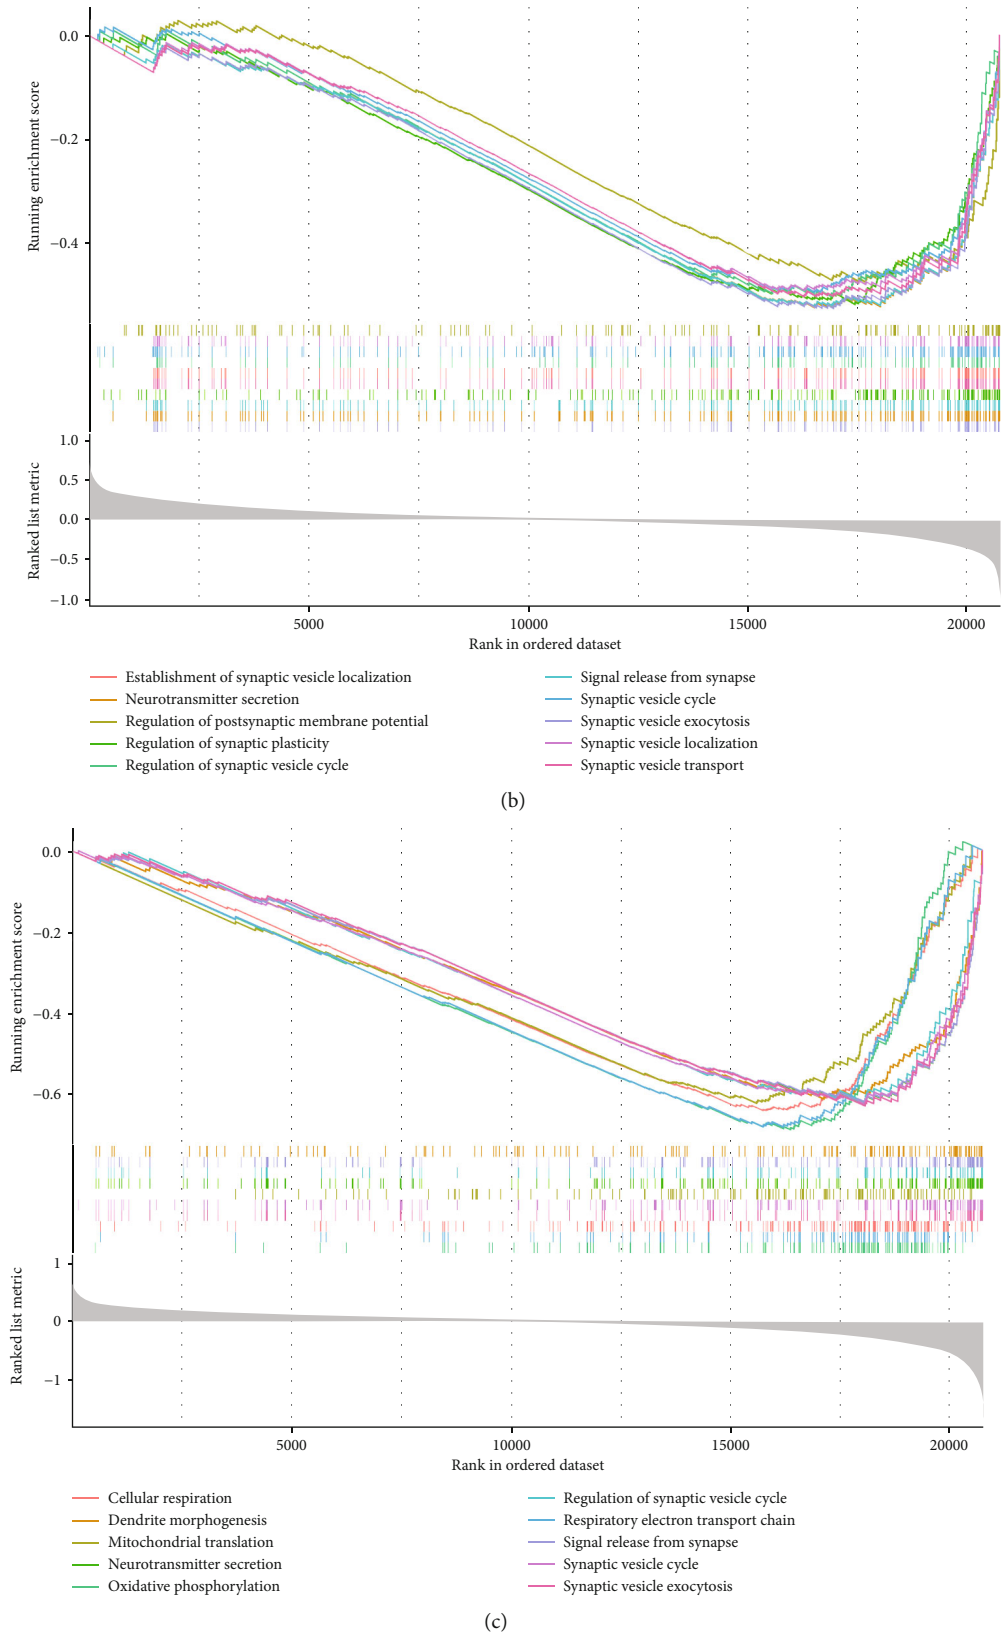 0.0
−0.2
−0.4
Running enrichment score
1.0
0.5
0.0
−0.5
−1.0
Ranked list metric
5000 10000 15000 20000
Rank in ordered dataset
Establishment of synaptic vesicle localization
Neurotransmitter secretion
Regulation of postsynaptic membrane potential
Regulation of synaptic plasticity
Regulation of synaptic vesicle cycle
Signal release from synapse
Synaptic vesicle cycle
Synaptic vesicle exocytosis
Synaptic vesicle localization
Synaptic vesicle transport
(b)
0.0
−0.2
−0.4
−0.6
Running enrichment score
1
0
−1
Ranked list metric
5000 10000 15000 20000
Rank in ordered dataset
Cellular respiration
Dendrite morphogenesis
Mitochondrial translation
Neurotransmitter secretion
Oxidative phosphorylation
Regulation of synaptic vesicle cycle
Respiratory electron transport chain
Signal release from synapse
Synaptic vesicle cycle
Synaptic vesicle exocytosis
(c)